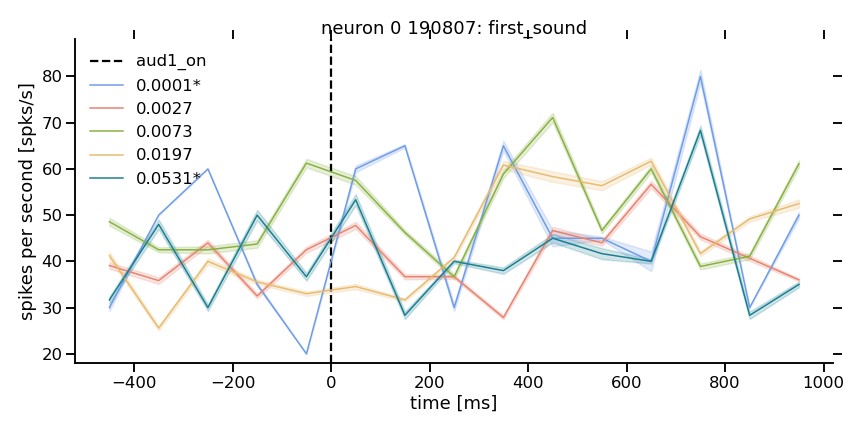 neuron 0 190807: first_sound
aud1_on
0.0001*
0.0027
0.0073
0.0197
0.0531*
spikes per second [spks/s]
80
70
60
50
40
30
20
−400 −200 0 200 400 600 800 1000
time [ms]